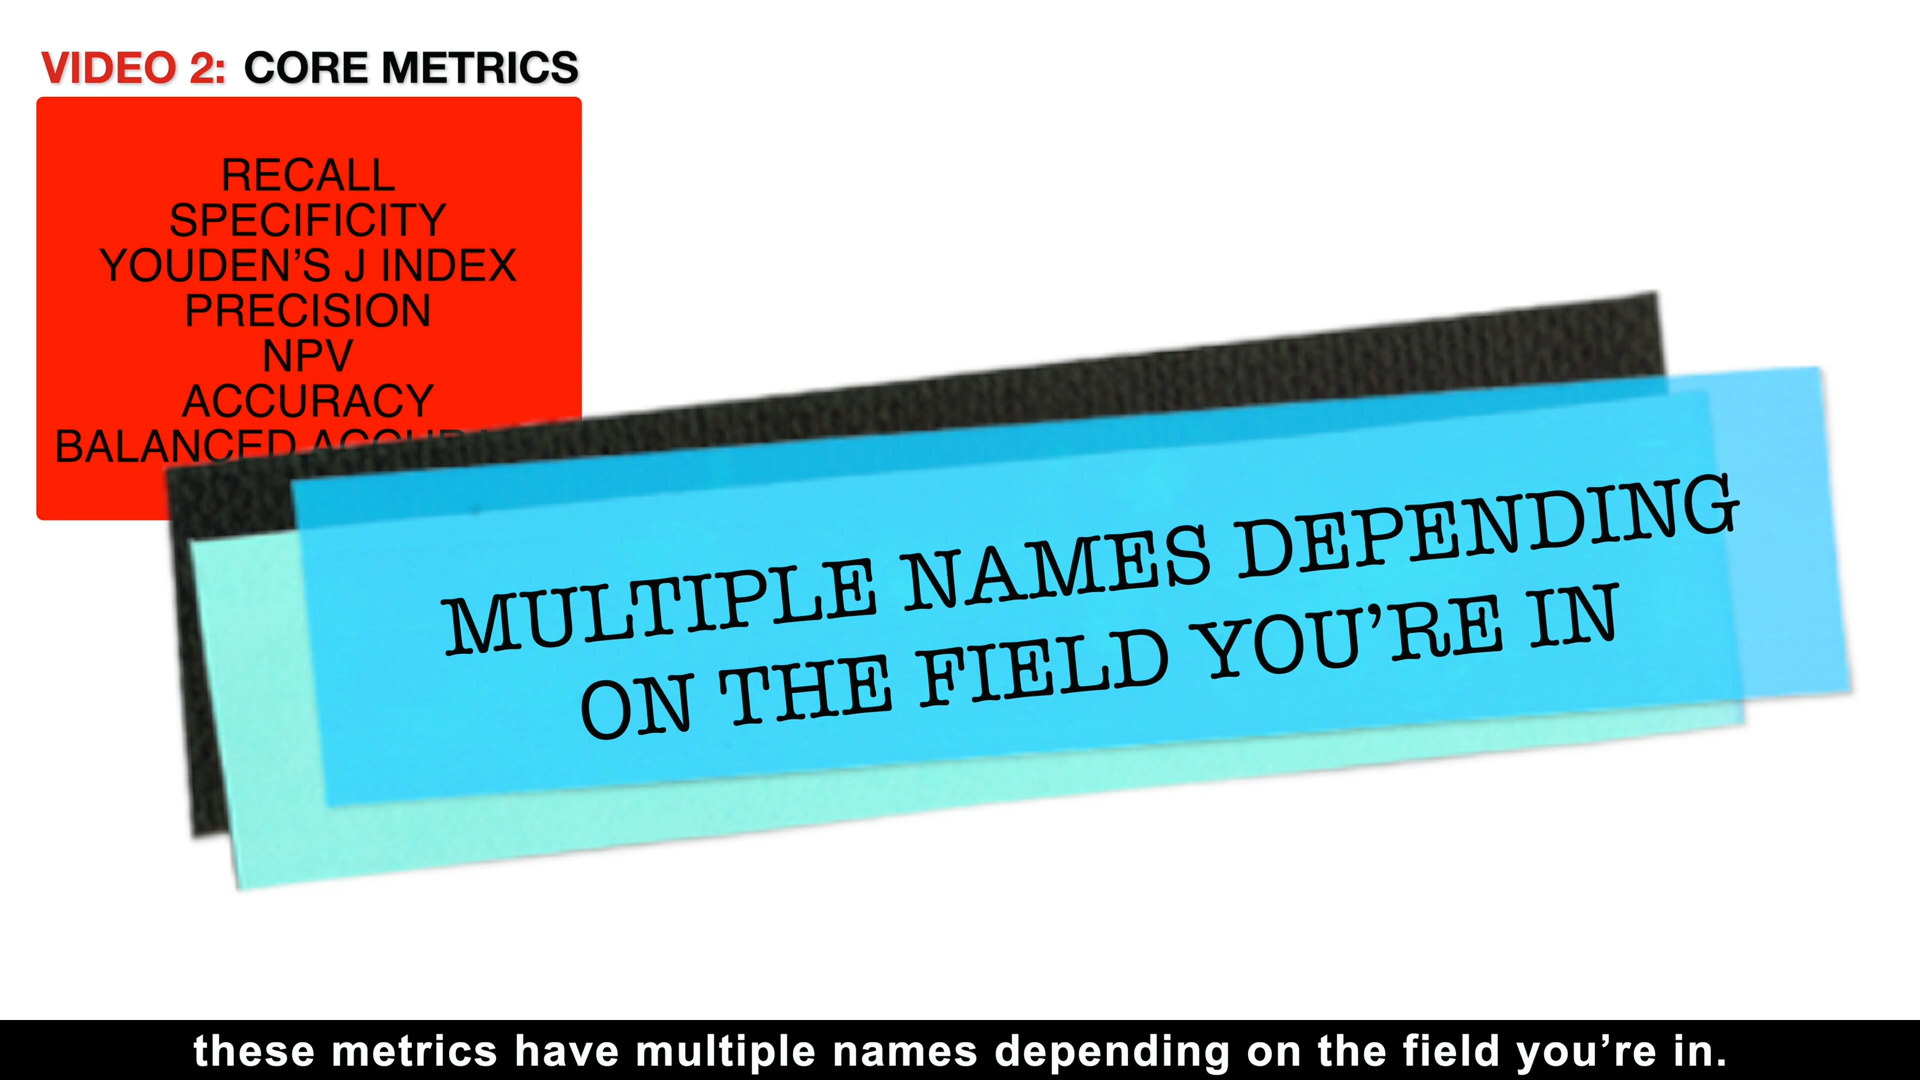 VIDEO 2: CORE METRICS
RECALL
SPECIFICITY
YOUDEN'S J INDEX
PRECISION
NPV
ACCURACY
BALANCED
MULTIPLE NAMES DEPENDING
ON THE FIELD YOU'RE IN
these metrics have multiple names depending on the field you're in.